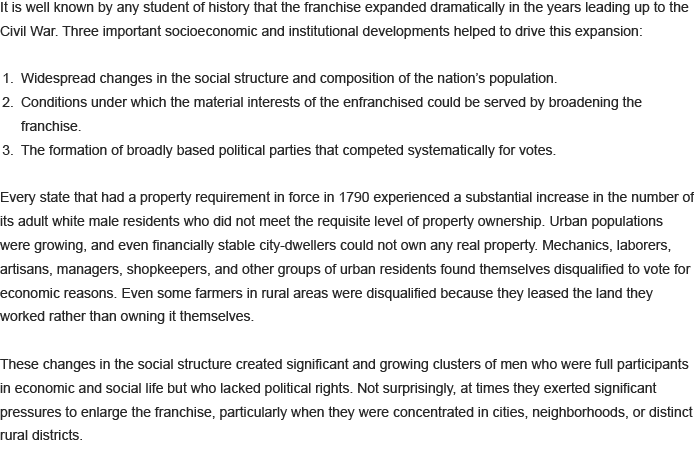 It is well known by any student of history that the franchise expanded dramatically in the years leading up to the
Civil War. Three important socioeconomic and institutional developments helped to drive this expansion:
1. Widespread changes in the social structure and composition of the nation's population.
2. Conditions under which the material interests of the enfranchised could be served by broadening the
franchise.
3. The formation of broadly based political parties that competed systematically for votes.
Every state that had a property requirement in force in 1790 experienced a substantial increase in the number of
its adult white male residents who did not meet the requisite level of property ownership. Urban populations
were growing, and even financially stable city-dwellers could not own any real property. Mechanics, laborers,
artisans, managers, shopkeepers, and other groups of urban residents found themselves disqualified to vote for
economic reasons. Even some farmers in rural areas were disqualified because they leased the land they
worked rather than owning it themselves.
These changes in the social structure created significant and growing clusters of men who were full participants
in economic and social life but who lacked political rights. Not surprisingly, at times they exerted significant
pressures to enlarge the franchise, particularly when they were concentrated in cities, neighborhoods, or distinct
rural districts.